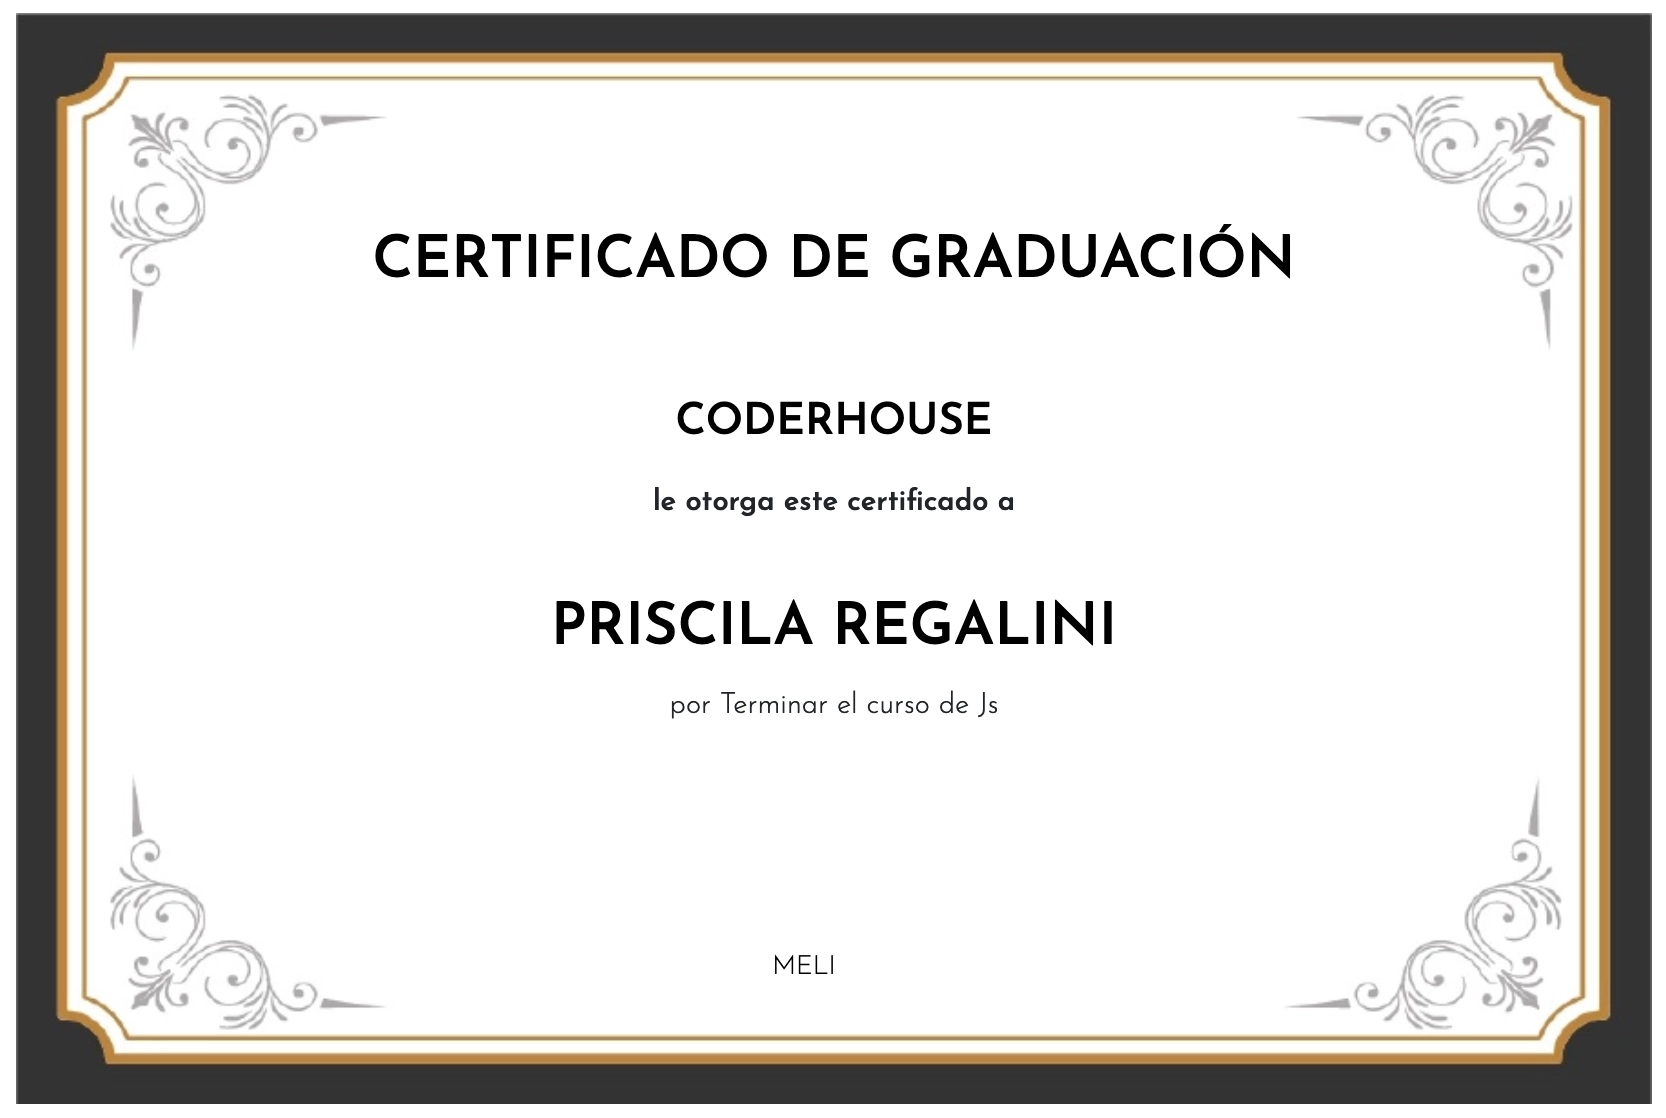 CERTIFICADO DE GRADUACIÓN
CODERHOUSE
le otorga este certificado a
PRISCILA REGALINI
por Terminar el curso de Js
MELI